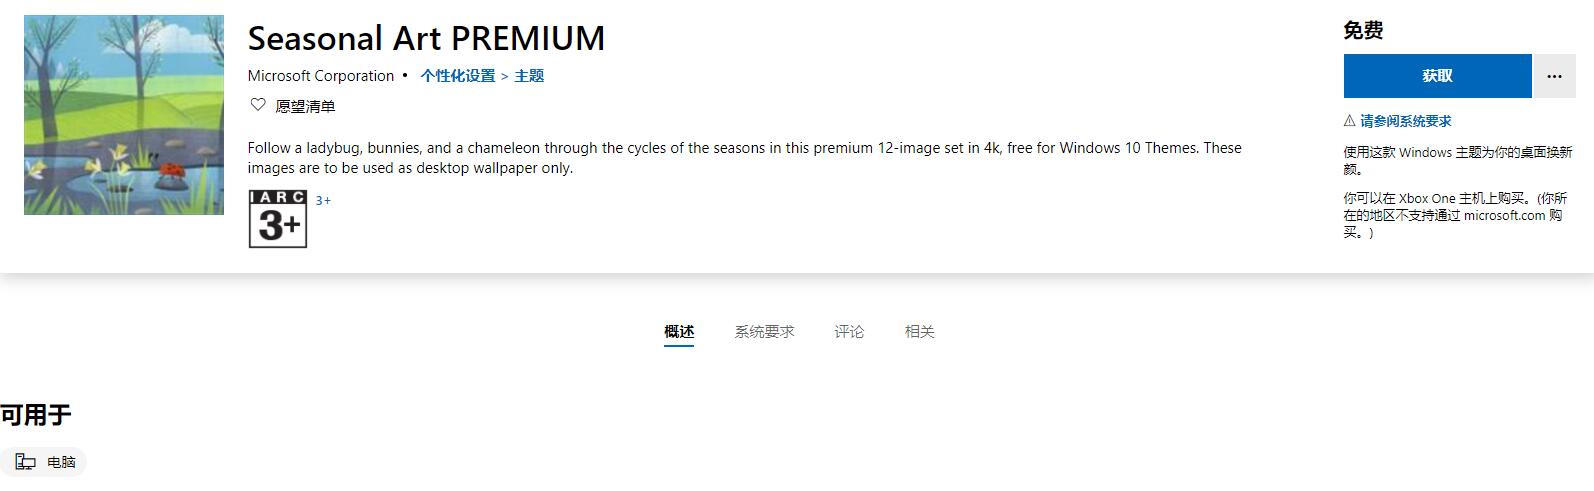 Seasonal Art PREMIUM
Microsoft Corporation • 个性化设置 > 主题
愿望清单
Follow a ladybug, bunnies, and a chameleon through the cycles of the seasons in this premium 12-image set in 4k, free for Windows 10 Themes. These
images are to be used as desktop wallpaper only.
IARC
3+
3+
免费
获取
...
请参阅系统要求
使用这款 Windows 主题为你的桌面换新
颜。
你可以在 Xbox One 主机上购买。(你所
在的地区不支持通过 microsoft.com 购
买。)
概述 系统要求 评论 相关
可用于
电脑